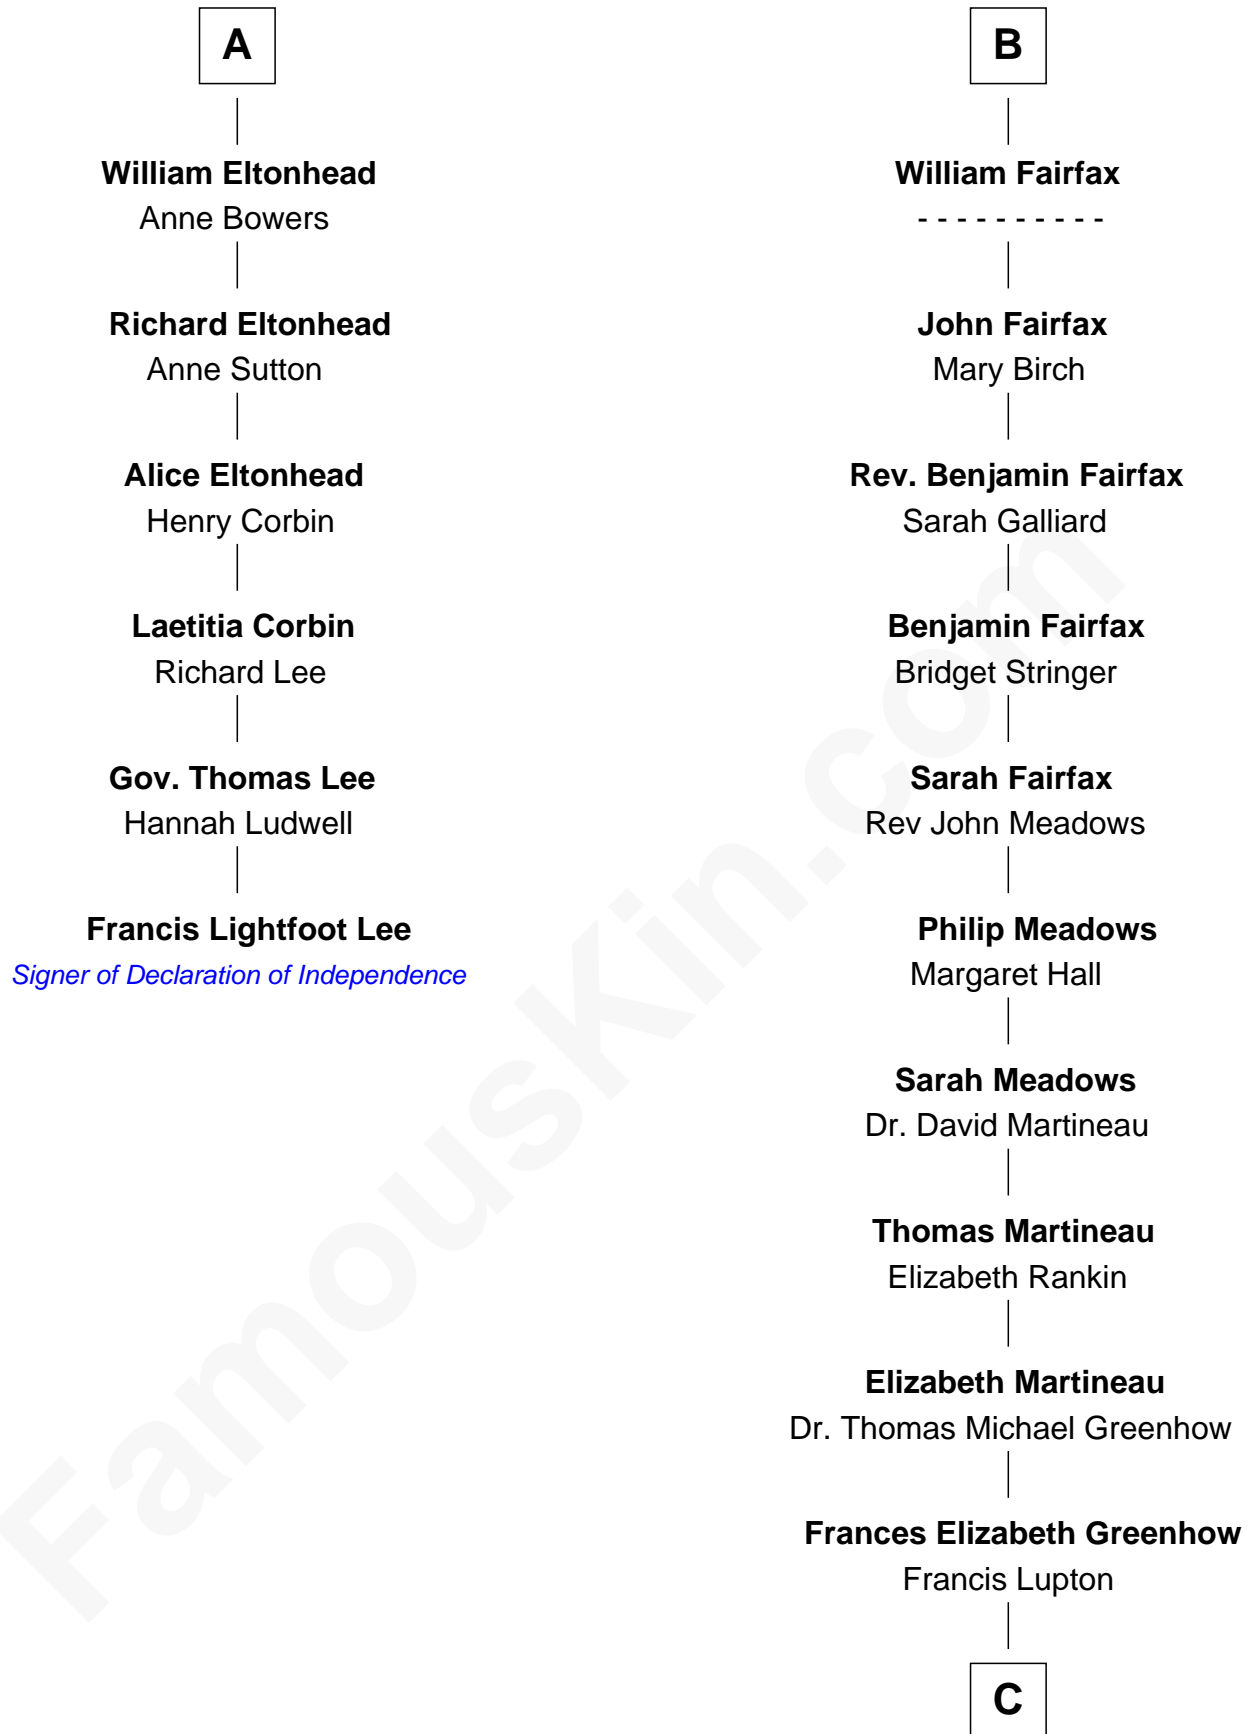 A
William Eltonhead
Anne Bowers
Richard Eltonhead
Anne Sutton
Alice Eltonhead
Henry Corbin
Laetitia Corbin
Richard Lee
Gov. Thomas Lee
Hannah Ludwell
Francis Lightfoot Lee
Signer of Declaration of Independence
B
William Fairfax
- - - - - - - - - -
John Fairfax
Mary Birch
Rev. Benjamin Fairfax
Sarah Galliard
Benjamin Fairfax
Bridget Stringer
Sarah Fairfax
Rev John Meadows
Philip Meadows
Margaret Hall
Sarah Meadows
Dr. David Martineau
Thomas Martineau
Elizabeth Rankin
Elizabeth Martineau
Dr. Thomas Michael Greenhow
Frances Elizabeth Greenhow
Francis Lupton
C
FamousKin.com